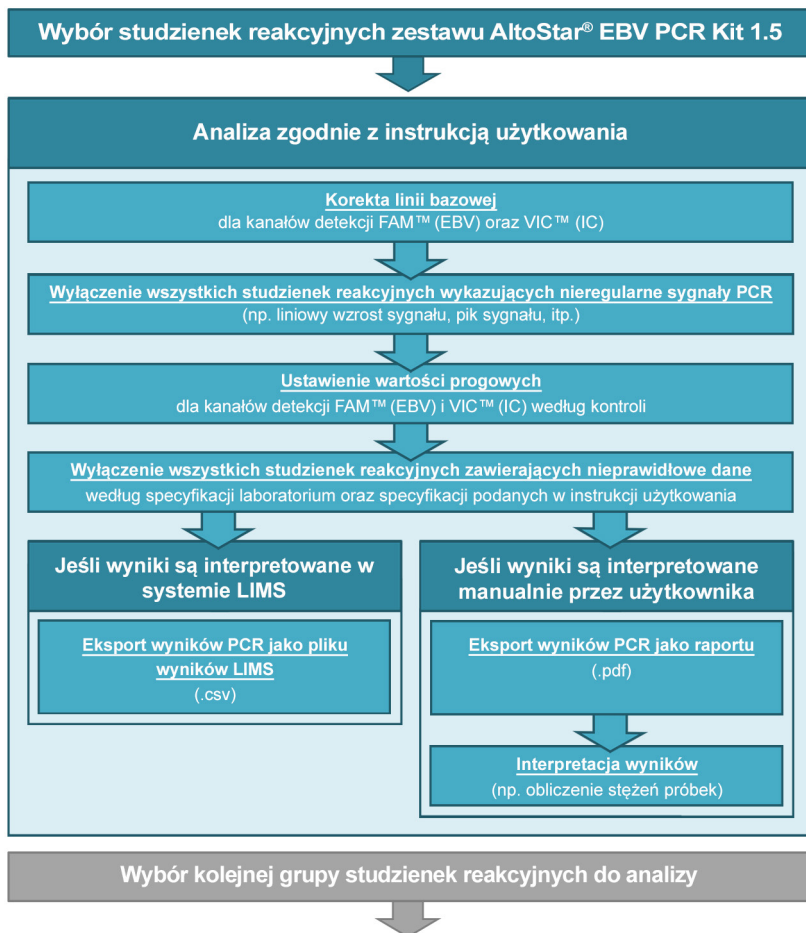 Wybór studzienek reakcyjnych zestawu AltoStar® EBV PCR Kit 1.5
Analiza zgodnie z instrukcją użytkowania
Korekta linii bazowej
dla kanałów detekcji FAM™ (EBV) oraz VIC™ (IC)
Wyłączenie wszystkich studzienek reakcyjnych wykazujących nieregularne sygnały PCR
(np. liniowy wzrost sygnału, pik sygnału, itp.)
Ustawienie wartości progowych
dla kanałów detekcji FAM™ (EBV) i VIC™ (IC) według kontroli
Wyłączenie wszystkich studzienek reakcyjnych zawierających nieprawidłowe dane
według specyfikacji laboratorium oraz specyfikacji podanych w instrukcji użytkowania
Jeśli wyniki są interpretowane w
systemie LIMS
Eksport wyników PCR jako pliku
wyników LIMS
(.csv)
Jeśli wyniki są interpretowane
manualnie przez użytkownika
Eksport wyników PCR jako raportu
(.pdf)
Interpretacja wyników
(np. obliczenie stężeń próbek)
Wybór kolejnej grupy studzienek reakcyjnych do analizy